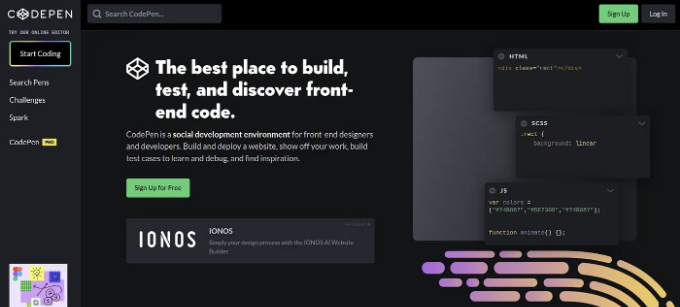 CODEPEN
TRY OUR ONLINE EDITOR
Start Coding
Search Pens
Challenges
Spark
CodePen PRO
Search CodePen...
Sign Up
Log In
The best place to build,
test, and discover front-
end code.
CodePen is a social development environment for front-end designers
and developers. Build and deploy a website, show off your work, build
test cases to learn and debug, and find inspiration.
Sign Up for Free
IONOS
IONOS
Simply your design process with the IONOS AI Website
Builder.
HTML
<div class="rect"></div>
SCSS
.rect {
background: linear
JS
var colors =
["#74B087","#DE7300","#74B087"];
function animate() {};